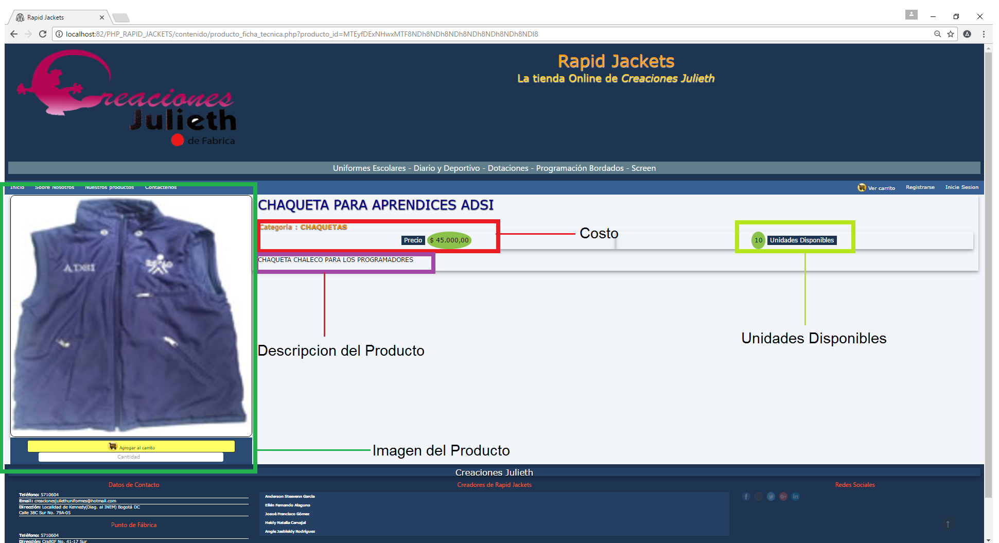 Rapid Jackets
localhost:82/PHP_RAPID_JACKETS/contenido/producto_ficha_tecnica.php?producto_id=MTEyfDExNHwxMTF8NDh8NDh8NDh8NDh8NDh8NDh8NDI8
Creaciones
Julieth
de Fabrica
Rapid Jackets
La tienda Online de Creaciones Julieth
Uniformes Escolares - Diario y Deportivo - Dotaciones - Programación Bordados - Screen
Inicio Sobre Nosotros Nuestros productos Contactenos Ver carrito Registrarse Inicie Sesion
CHAQUETA PARA APRENDICES ADSI
Categoria : CHAQUETAS
Precio $ 45.000,00
Costo
10 Unidades Disponibles
CHAQUETA CHALECO PARA LOS PROGRAMADORES
ADSI
Descripcion del Producto
Unidades Disponibles
Agregar al carrito
Cantidad
Imagen del Producto
Creaciones Julieth
Datos de Contacto
Teléfono: 5710604
Email: creacionesjuliethuniformes@hotmail.com
Dirección: Localidad de Kennedy(Diag. al INEM) Bogotá DC
Calle 38C Sur No. 79A-05
Punto de Fábrica
Teléfono: 5710604
Dirección: Cra80F No. 41-17 Sur
Creadores de Rapid Jackets
Anderson Steevenn Garcia
Elkin Fernando Alaguna
Josué Francisco Gómez
Heidy Natalia Carvajal
Angie Jasbleidy Rodríguez
Redes Sociales